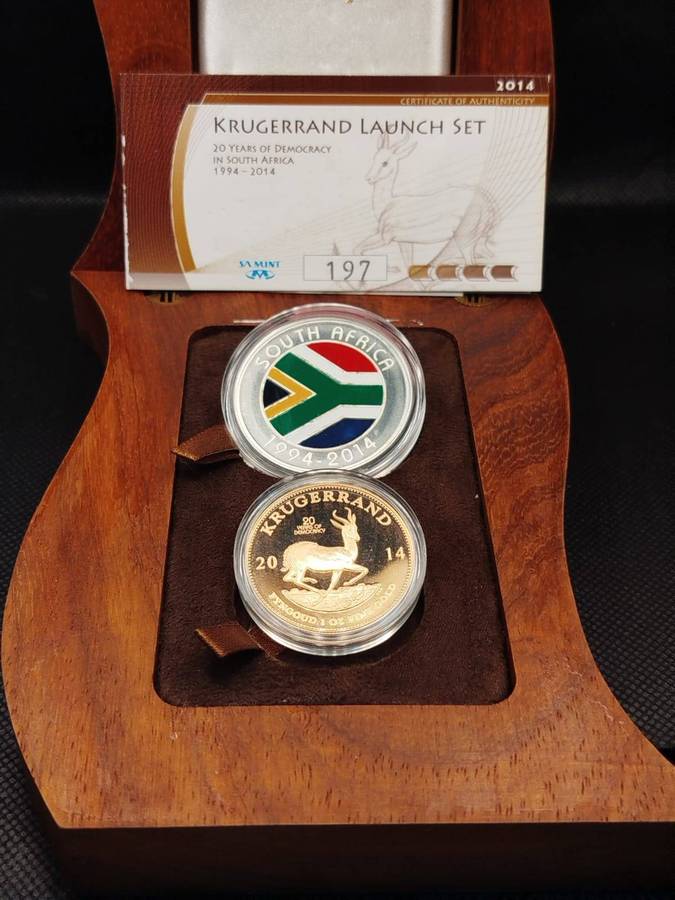 2014
CERTIFICATE OF AUTHENTICITY
KRUGERRAND LAUNCH SET
20 YEARS OF DEMOCRACY
IN SOUTH AFRICA
1994 – 2014
SA MINT
197
SOUTH AFRICA
1994-2014
KRUGERRAND
20
YEARS OF
DEMOCRACY
20 14
FYNGOUD 1 OZ FINE GOLD